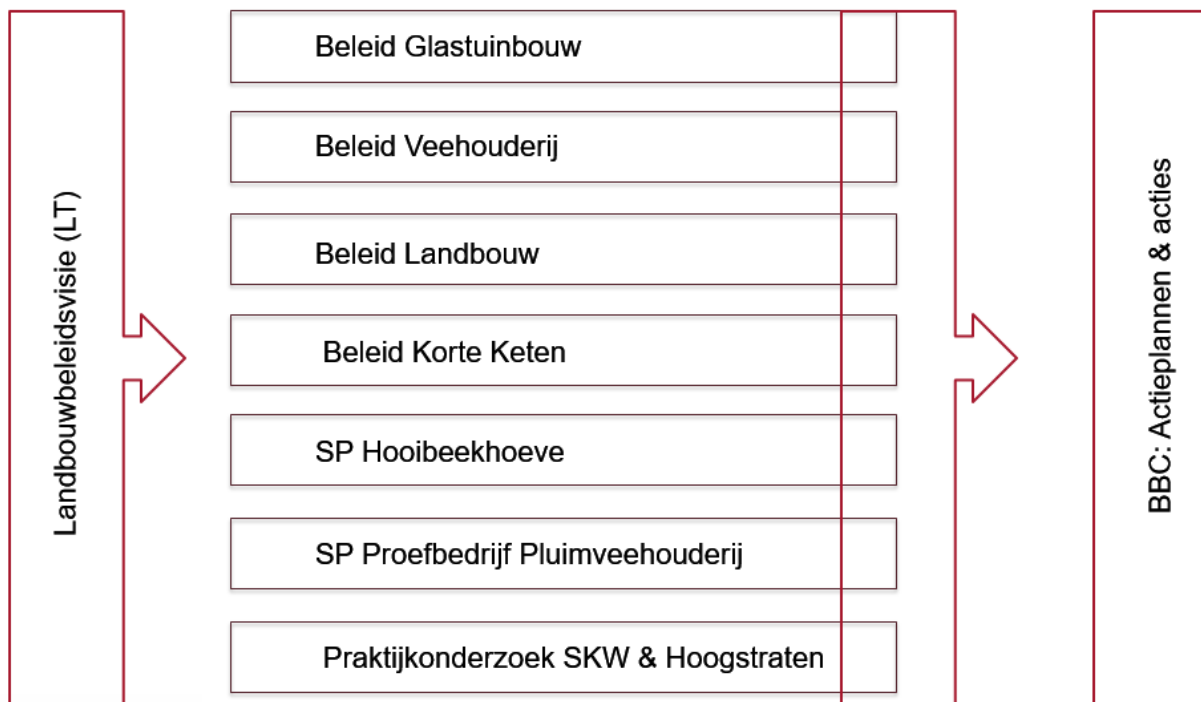 Landbouwbeleidsvisie (LT)
Beleid Glastuinbouw
Beleid Veehouderij
Beleid Landbouw
Beleid Korte Keten
SP Hooibeekhoeve
SP Proefbedrijf Pluimveehouderij
Praktijkonderzoek SKW & Hoogstraten
BBC: Actieplannen & acties